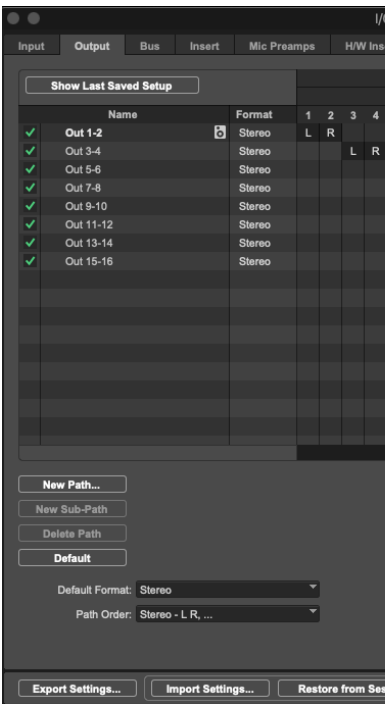 I/
Input Output Bus Insert Mic Preamps H/W Ins
Show Last Saved Setup
Name Format 1 2 3 4
Out 1-2 Stereo L R
Out 3-4 Stereo L R
Out 5-6 Stereo
Out 7-8 Stereo
Out 9-10 Stereo
Out 11-12 Stereo
Out 13-14 Stereo
Out 15-16 Stereo
New Path...
New Sub-Path
Delete Path
Default
Default Format: Stereo
Path Order: Stereo - L R, ...
Export Settings... Import Settings... Restore from Ses